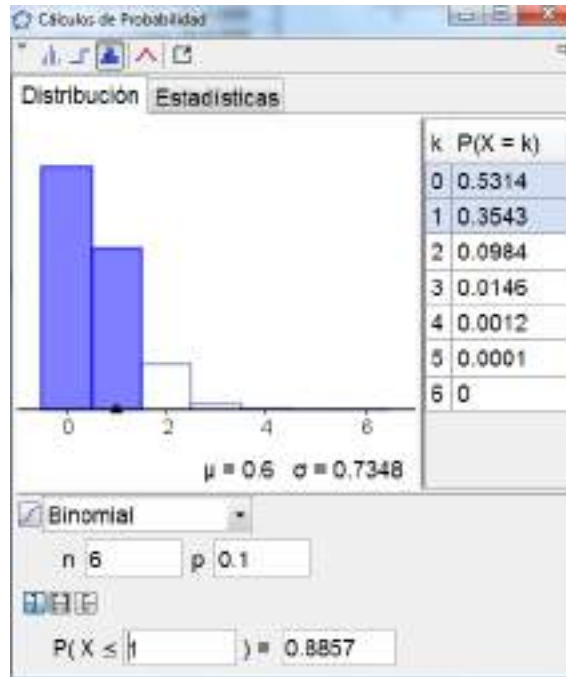 Cálculos de Probabilidad
Distribución Estadísticas
k P(X = k)
0 0.5314
1 0.3543
2 0.0984
3 0.0146
4 0.0012
5 0.0001
6 0
0 2 4 6
μ = 0.6 σ = 0.7348
Binomial
n 6 p 0.1
P( X ≤ 1 ) = 0.8857